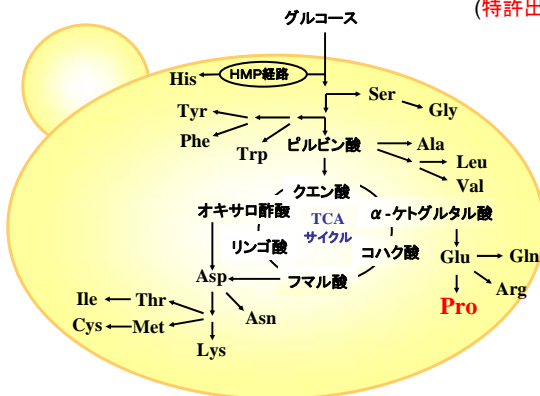 (特許出
グルコース
HMP経路
His
Ser
Gly
Tyr
Phe
Trp
ピルビン酸
Ala
Leu
Val
クエン酸
オキサロ酢酸
TCA
サイクル
α-ケトグルタル酸
リンゴ酸
コハク酸
フマル酸
Glu
Gln
Arg
Pro
Asp
Asn
Ile
Thr
Cys
Met
Lys